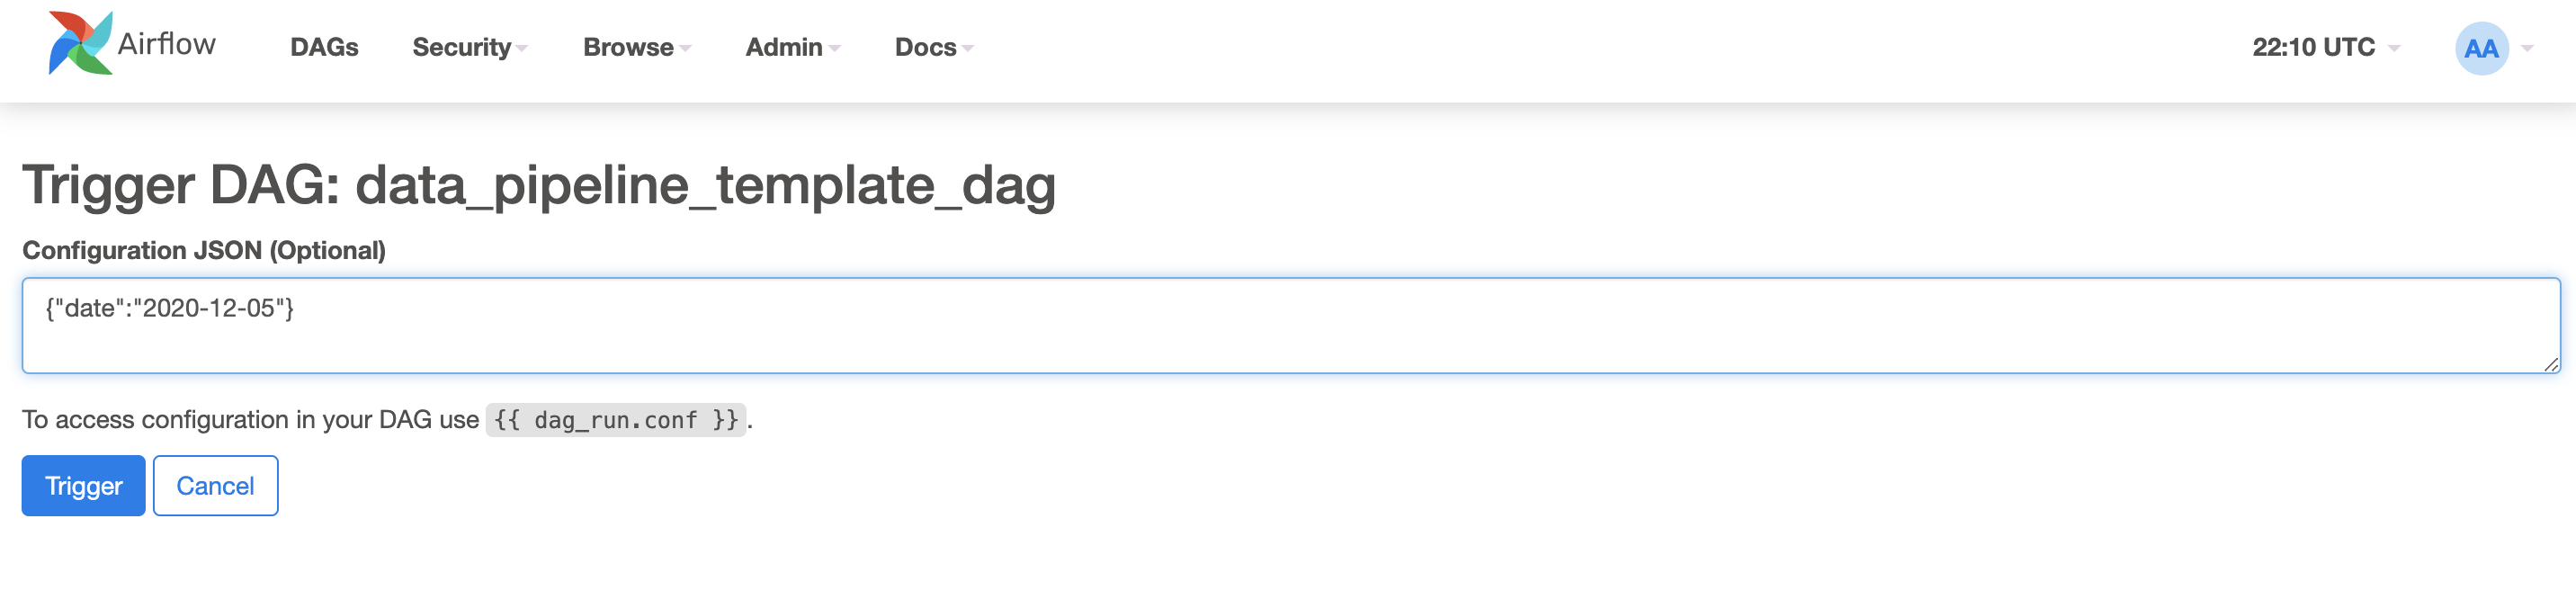 Airflow DAGs Security Browse Admin Docs 22:10 UTC AA
Trigger DAG: data_pipeline_template_dag
Configuration JSON (Optional)
{"date":"2020-12-05"}
To access configuration in your DAG use {{ dag_run.conf }}.
Trigger Cancel